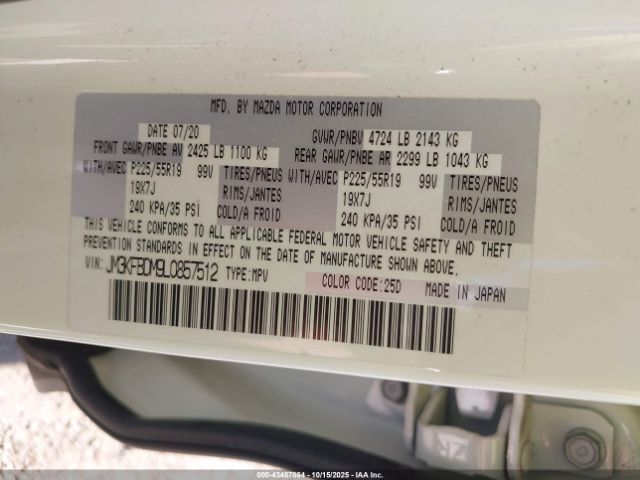 MFD. BY MAZDA MOTOR CORPORATION
DATE 07/20 GVWR/PNBV 4724 LB 2143 KG
FRONT GAWR/PNBE AV 2425 LB 1100 KG REAR GAWR/PNBE AR 2299 LB 1043 KG
WITH/AVEC P225/55R19 99V TIRES/PNEUS WITH/AVEC P225/55R19 99V TIRES/PNEUS
19X7J RIMS/JANTES 19X7J RIMS/JANTES
240 KPA/35 PSI COLD/A FROID 240 KPA/35 PSI COLD/A FROID
THIS VEHICLE CONFORMS TO ALL APPLICABLE FEDERAL MOTOR VEHICLE SAFETY AND THEFT
PREVENTION STANDARDS IN EFFECT ON THE DATE OF MANUFACTURE SHOWN ABOVE.
VIN: JM3KFBDM9L0857512 TYPE:MPV COLOR CODE:25D MADE IN JAPAN
000-43457864 - 10/15/2025 - IAA Inc.